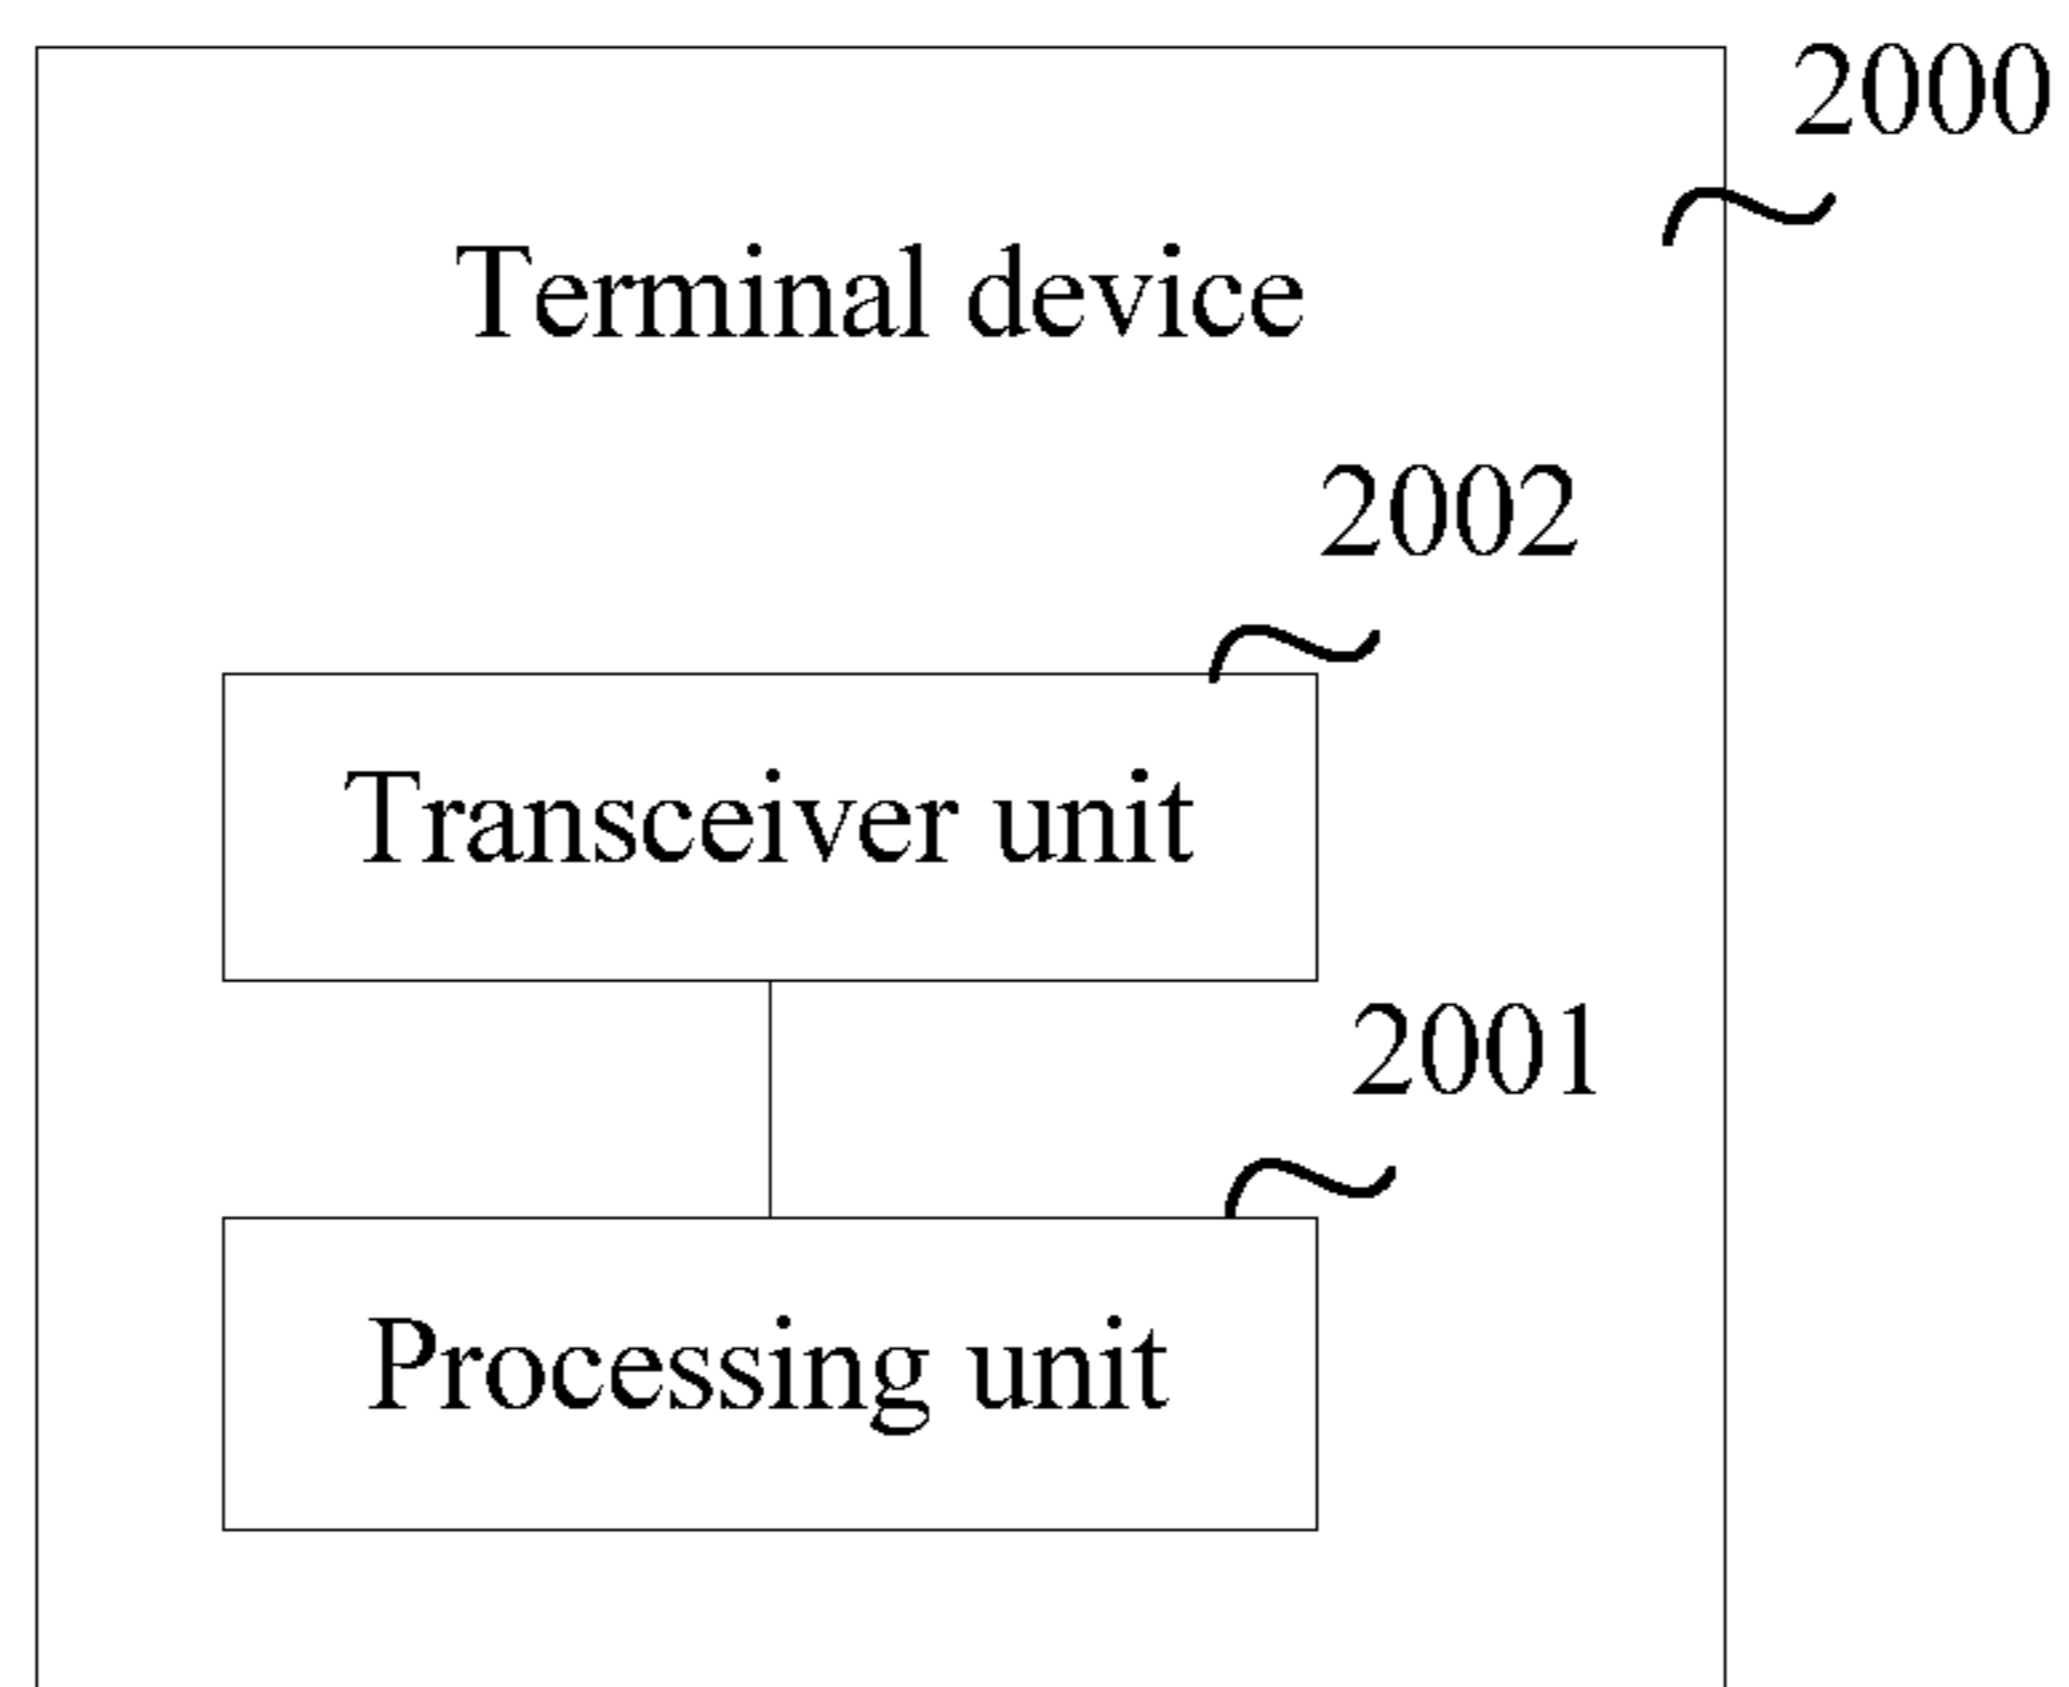 2000
Terminal device
2002
Transceiver unit
2001
Processing unit